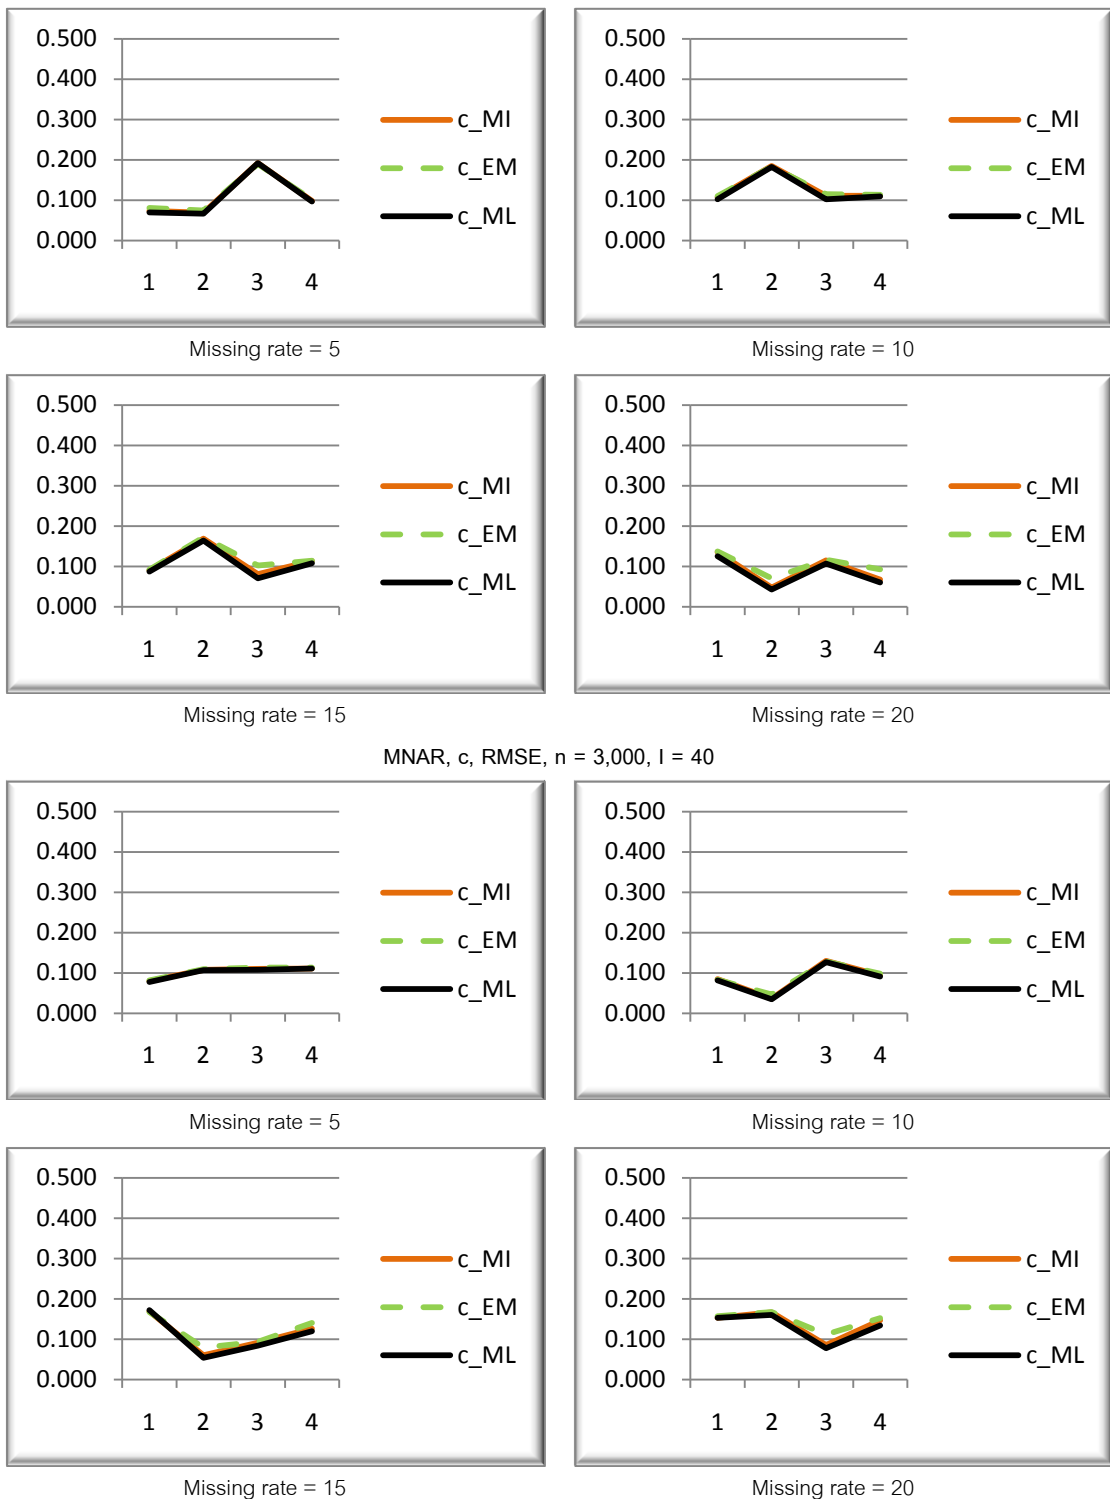 0.500
0.400
0.300
0.200
0.100
0.000
1 2 3 4
c_MI
c_EM
c_ML
Missing rate = 5
0.500
0.400
0.300
0.200
0.100
0.000
1 2 3 4
c_MI
c_EM
c_ML
Missing rate = 10
0.500
0.400
0.300
0.200
0.100
0.000
1 2 3 4
c_MI
c_EM
c_ML
Missing rate = 15
0.500
0.400
0.300
0.200
0.100
0.000
1 2 3 4
c_MI
c_EM
c_ML
Missing rate = 20
MNAR, c, RMSE, n = 3,000, I = 40
0.500
0.400
0.300
0.200
0.100
0.000
1 2 3 4
c_MI
c_EM
c_ML
Missing rate = 5
0.500
0.400
0.300
0.200
0.100
0.000
1 2 3 4
c_MI
c_EM
c_ML
Missing rate = 10
0.500
0.400
0.300
0.200
0.100
0.000
1 2 3 4
c_MI
c_EM
c_ML
Missing rate = 15
0.500
0.400
0.300
0.200
0.100
0.000
1 2 3 4
c_MI
c_EM
c_ML
Missing rate = 20